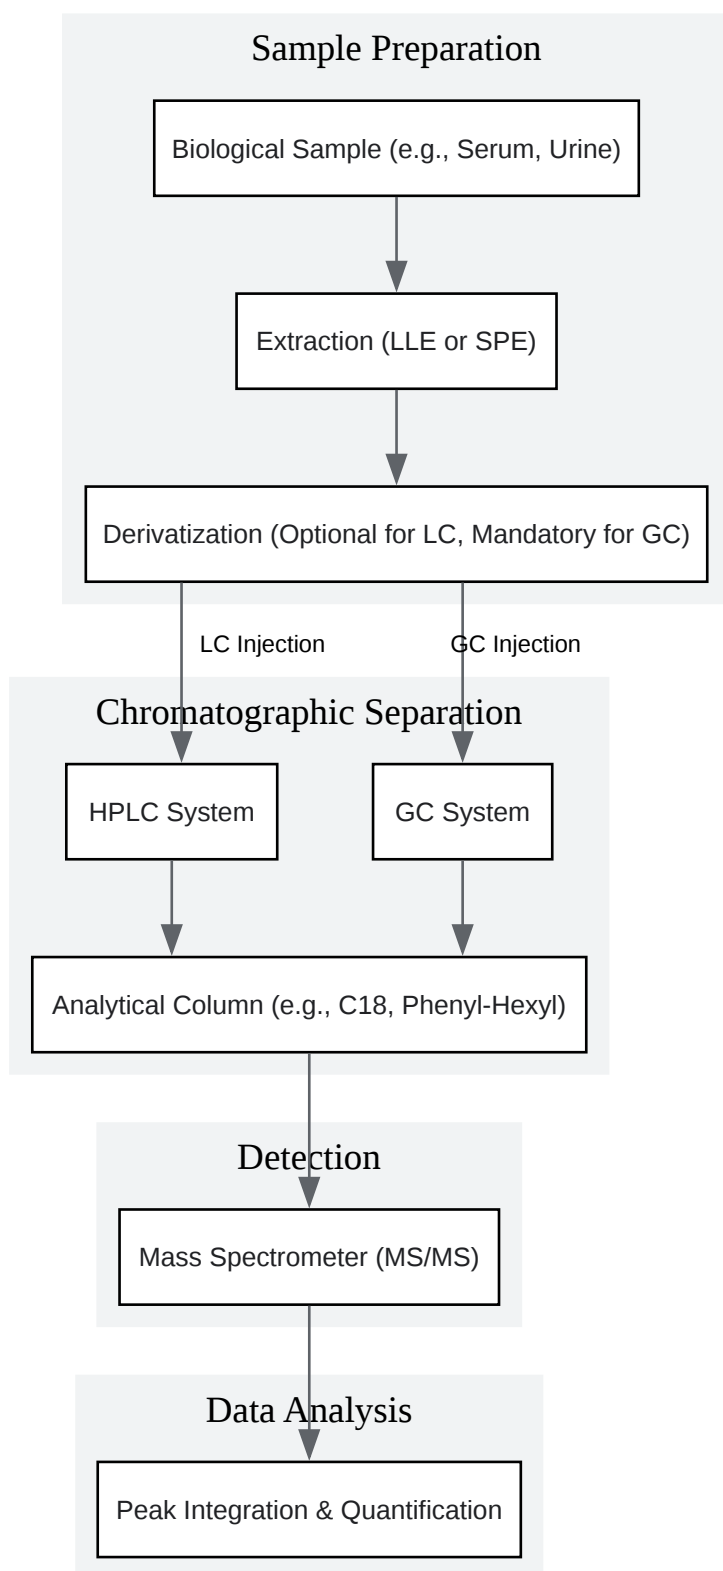 Sample Preparation
Biological Sample (e.g., Serum, Urine)
Extraction (LLE or SPE)
Derivatization (Optional for LC, Mandatory for GC)
LC Injection
GC Injection
Chromatographic Separation
HPLC System
GC System
Analytical Column (e.g., C18, Phenyl-Hexyl)
Detection
Mass Spectrometer (MS/MS)
Data Analysis
Peak Integration & Quantification